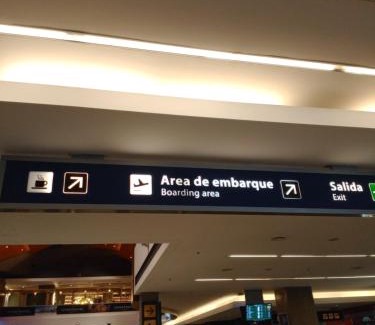 Area de embarque
Boarding area
Salida
Exit